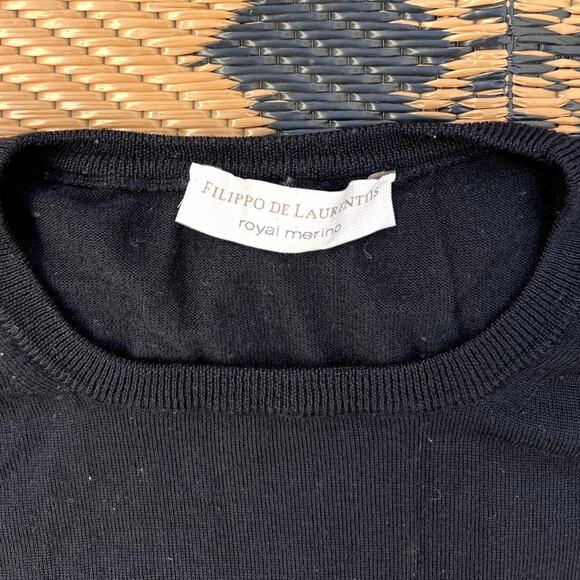 FILIPPO DE LAURENTIIS
royal merino